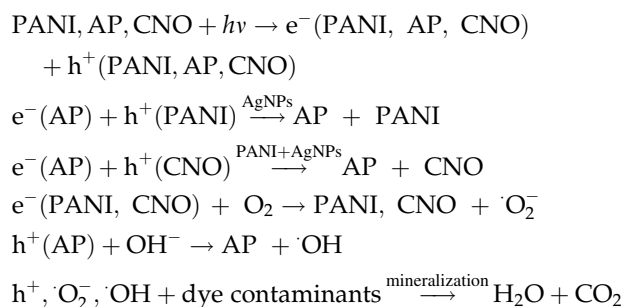 PANI, AP, CNO + hν → e⁻(PANI, AP, CNO)
+ h⁺(PANI, AP, CNO)
e⁻(AP) + h⁺(PANI) —AgNPs→ AP + PANI
e⁻(AP) + h⁺(CNO) —PANI+AgNPs→ AP + CNO
e⁻(PANI, CNO) + O₂ → PANI, CNO + ˙O₂⁻
h⁺(AP) + OH⁻ → AP + ˙OH
h⁺, ˙O₂⁻, ˙OH + dye contaminants —mineralization→ H₂O + CO₂